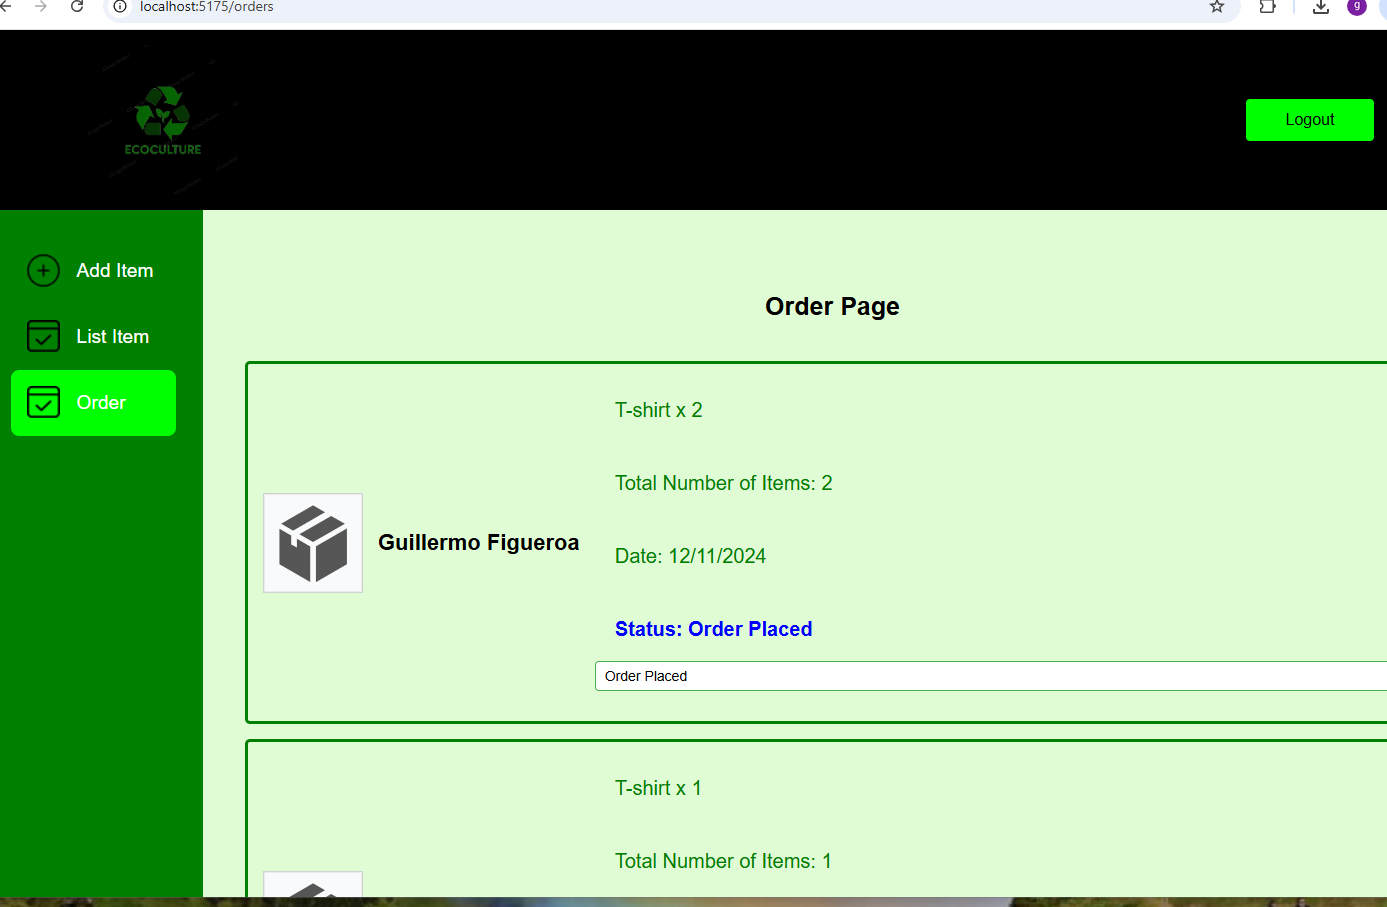 localhost:5175/orders
g
ECOCULTURE
Logout
Add Item
List Item
Order
Order Page
T-shirt x 2
Total Number of Items: 2
Guillermo Figueroa
Date: 12/11/2024
Status: Order Placed
Order Placed
T-shirt x 1
Total Number of Items: 1